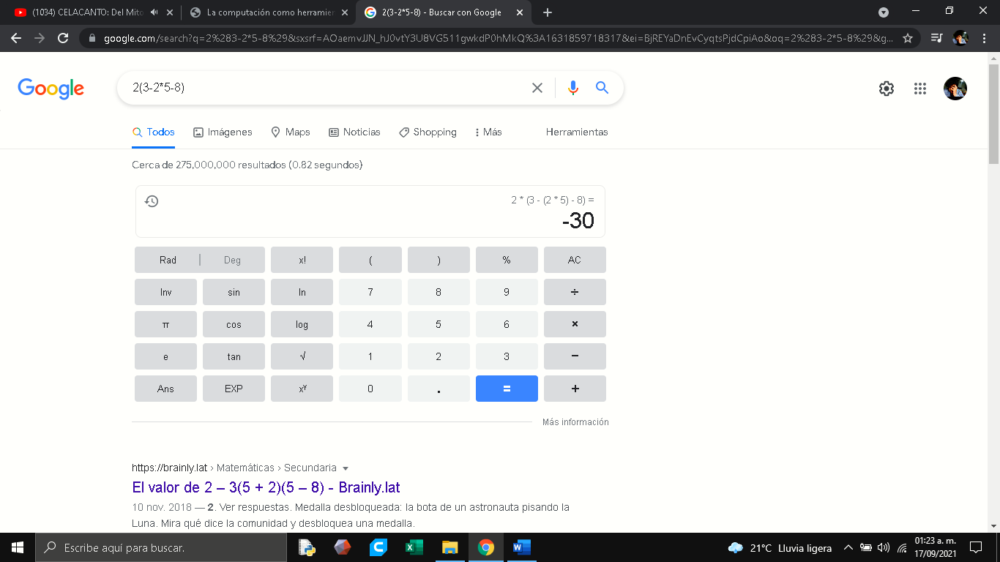 (1034) CELACANTO: Del Mito
La computación como herramien
2(3-2*5-8) - Buscar con Google
google.com/search?q=2%283-2*5-8%29&sxsrf=AOaemvJJN_hJ0vtY3U8VG511gwkdP0hMkQ%3A1631859718317&ei=BjREYaDnEvCyqtsPjdCpiAo&oq=2%283-2*5-8%29&g...
Google
2(3-2*5-8)
Todos
Imágenes
Maps
Noticias
Shopping
Más
Herramientas
Cerca de 275,000,000 resultados (0.82 segundos)
2 * (3 - (2 * 5) - 8) =
-30
Rad | Deg x! ( ) % AC
Inv sin ln 7 8 9 ÷
π cos log 4 5 6 ×
e tan √ 1 2 3 −
Ans EXP xʸ 0 . = +
Más información
https://brainly.lat › Matemáticas › Secundaria
El valor de 2 – 3(5 + 2)(5 – 8) - Brainly.lat
10 nov. 2018 — 2. Ver respuestas. Medalla desbloqueada: la bota de un astronauta pisando la
Luna. Mira qué dice la comunidad y desbloquea una medalla.
Escribe aquí para buscar.
21°C Lluvia ligera
01:23 a. m.
17/09/2021